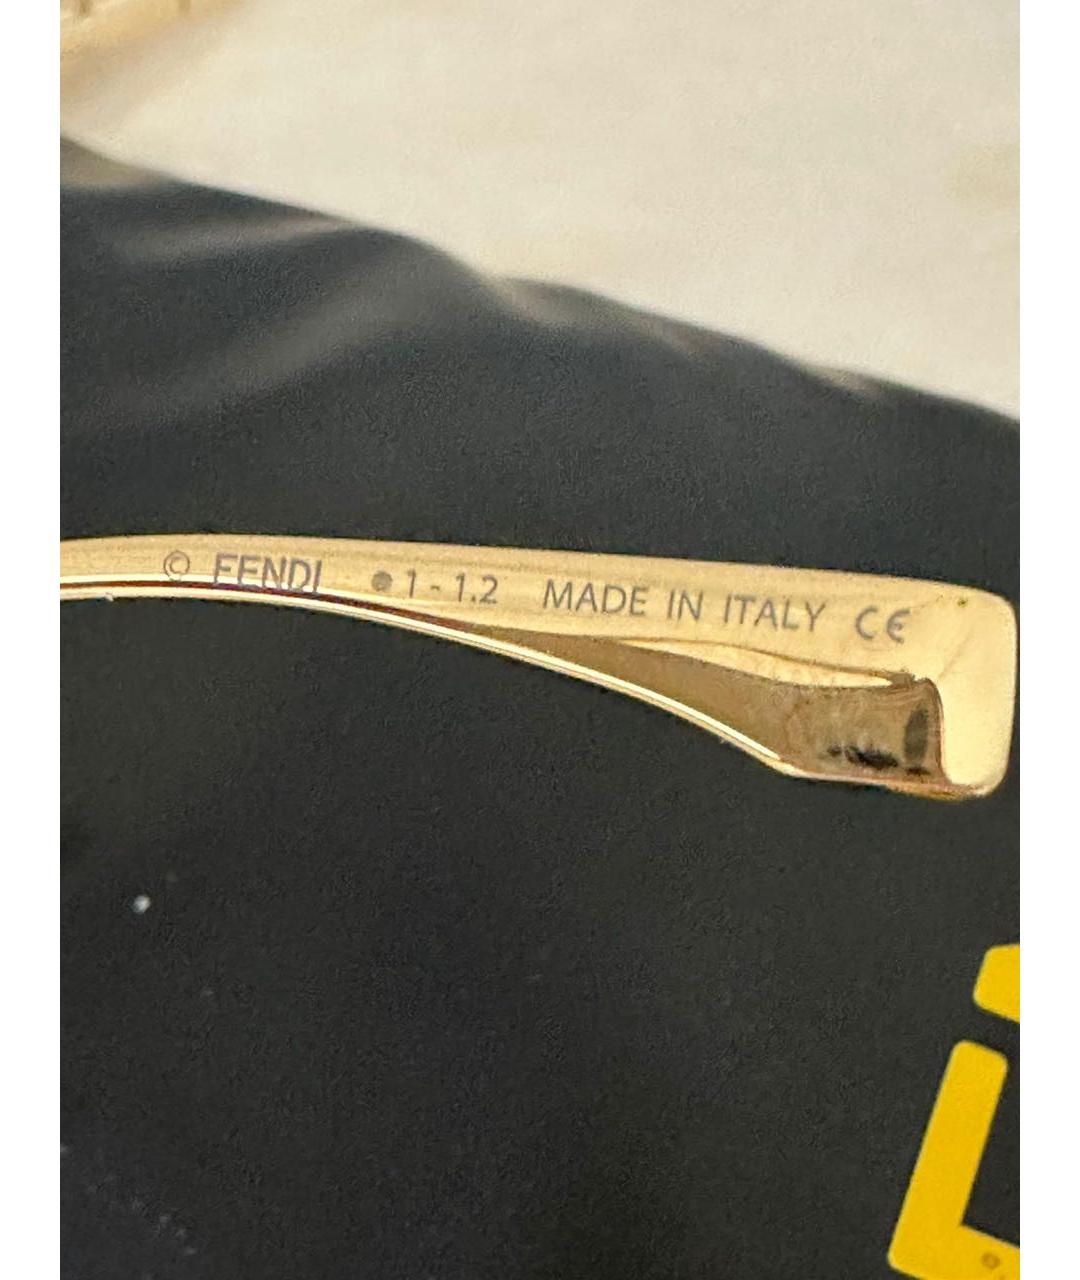 © FENDI ●1-1.2 MADE IN ITALY CE